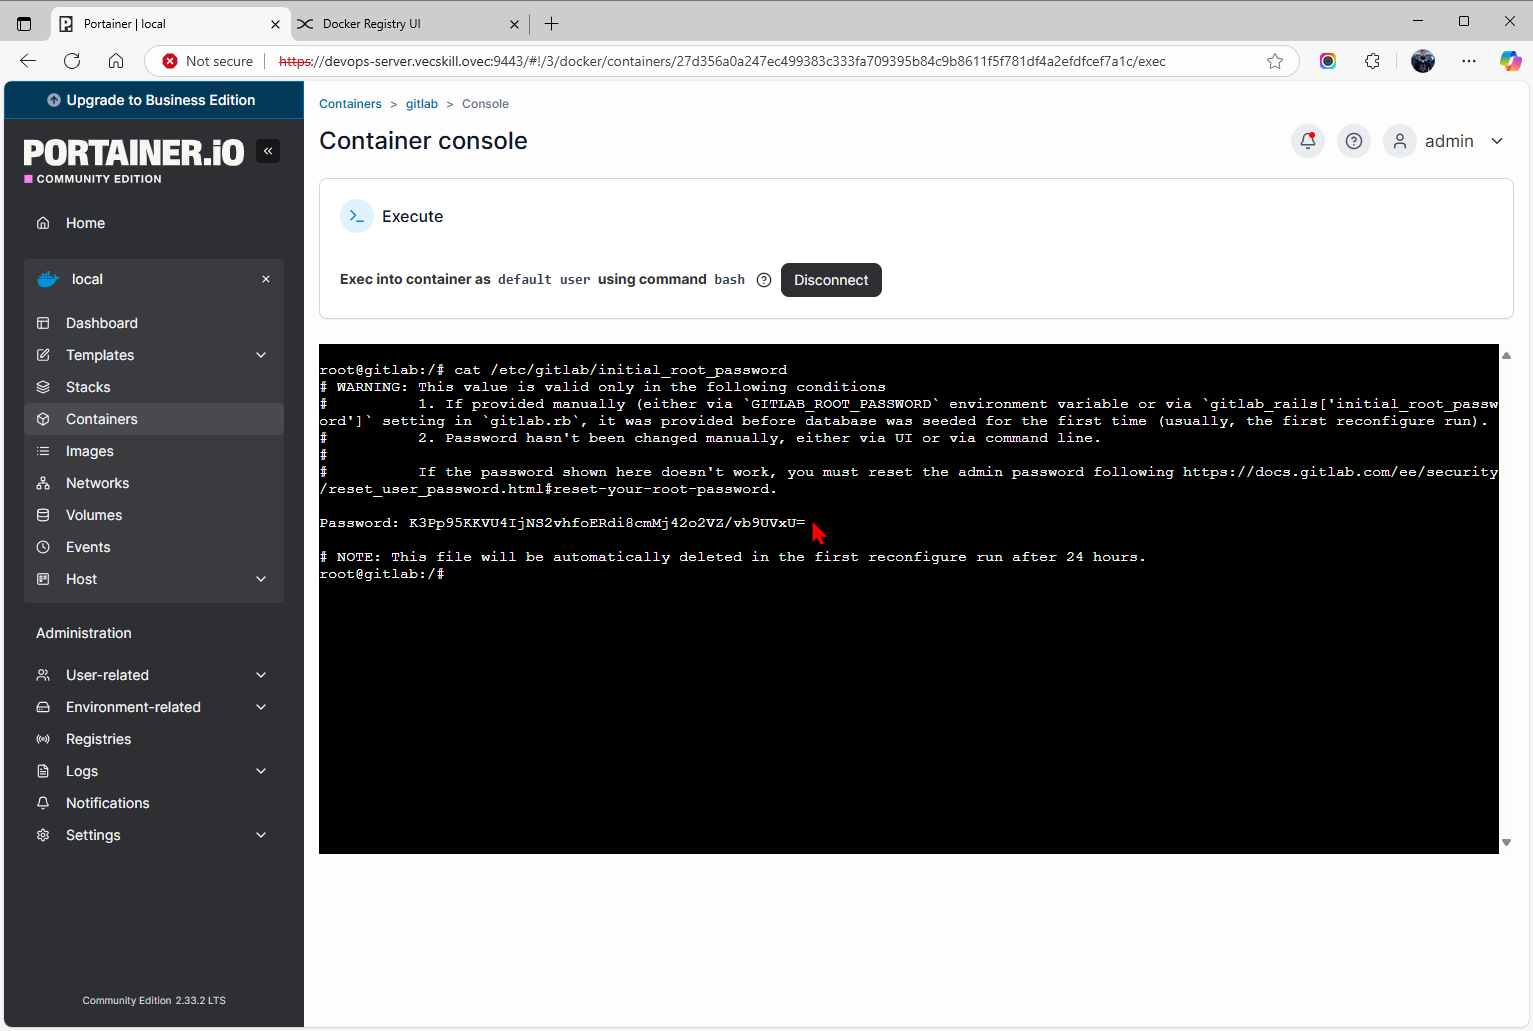 Portainer | local
Docker Registry UI
Not secure
https://devops-server.vecskill.ovec:9443/#!/3/docker/containers/27d356a0a247ec499383c333fa709395b84c9b8611f5f781df4a2efdfcef7a1c/exec
Upgrade to Business Edition
PORTAINER.iO
COMMUNITY EDITION
Home
local
Dashboard
Templates
Stacks
Containers
Images
Networks
Volumes
Events
Host
Administration
User-related
Environment-related
Registries
Logs
Notifications
Settings
Community Edition 2.33.2 LTS
Containers > gitlab > Console
Container console
admin
Execute
Exec into container as default user using command bash
Disconnect
root@gitlab:/# cat /etc/gitlab/initial_root_password
# WARNING: This value is valid only in the following conditions
# 1. If provided manually (either via `GITLAB_ROOT_PASSWORD` environment variable or via `gitlab_rails['initial_root_passw
ord']` setting in `gitlab.rb`, it was provided before database was seeded for the first time (usually, the first reconfigure run).
# 2. Password hasn't been changed manually, either via UI or via command line.
#
# If the password shown here doesn't work, you must reset the admin password following https://docs.gitlab.com/ee/security
/reset_user_password.html#reset-your-root-password.
Password: K3Pp95KKVU4IjNS2vhfoERdi8cmMj42o2VZ/vb9UVxU=
# NOTE: This file will be automatically deleted in the first reconfigure run after 24 hours.
root@gitlab:/#